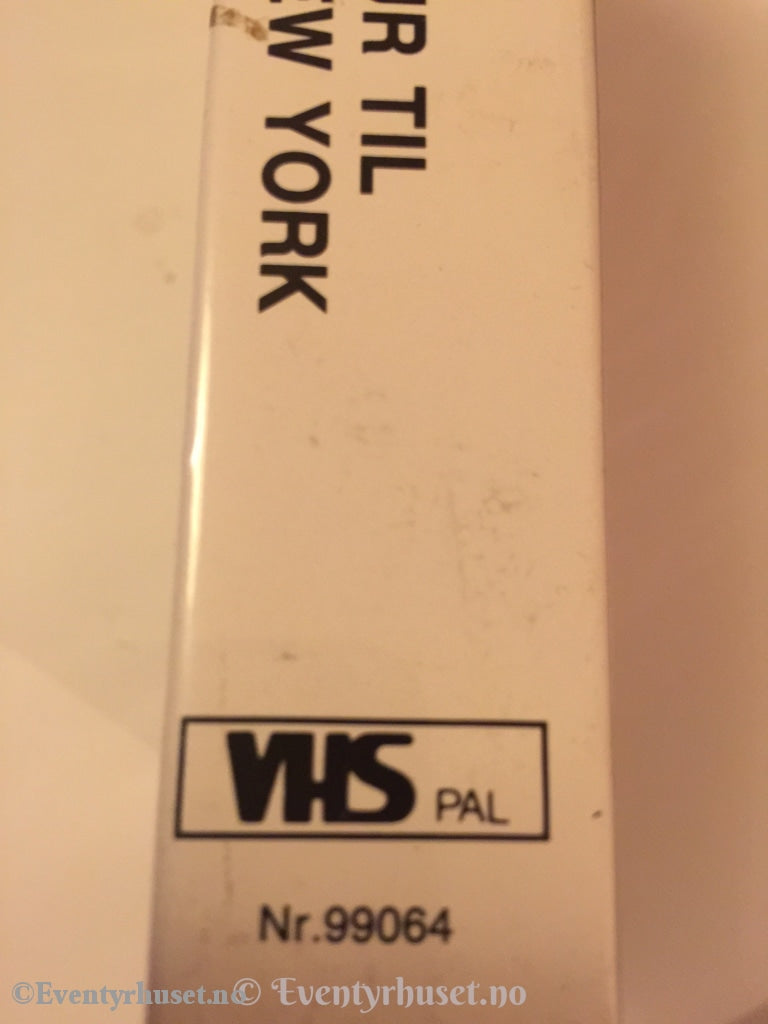 TIL
YORK
VHS PAL
Nr.99064
©Eventyrhuset.no
© Eventyrhuset.no